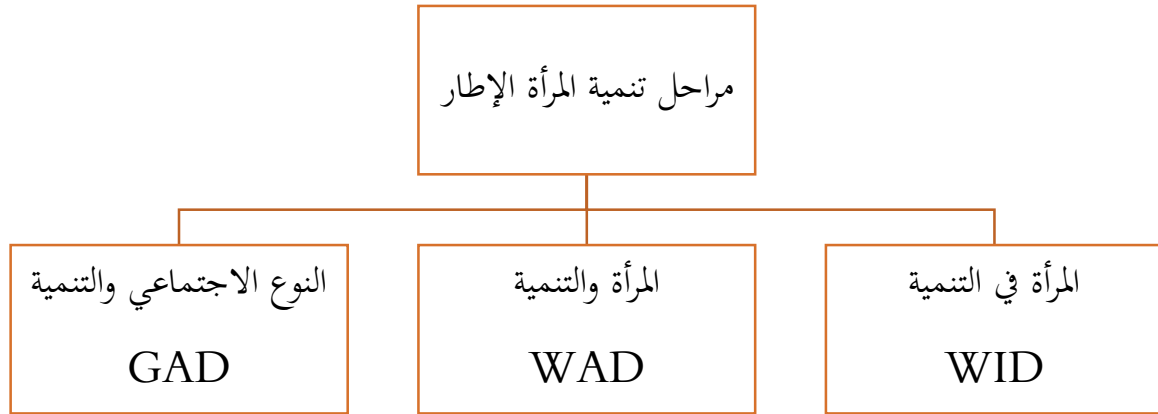 مراحل تنمية المرأة الإطار
المرأة في التنمية
WID
المرأة والتنمية
WAD
النوع الاجتماعي والتنمية
GAD